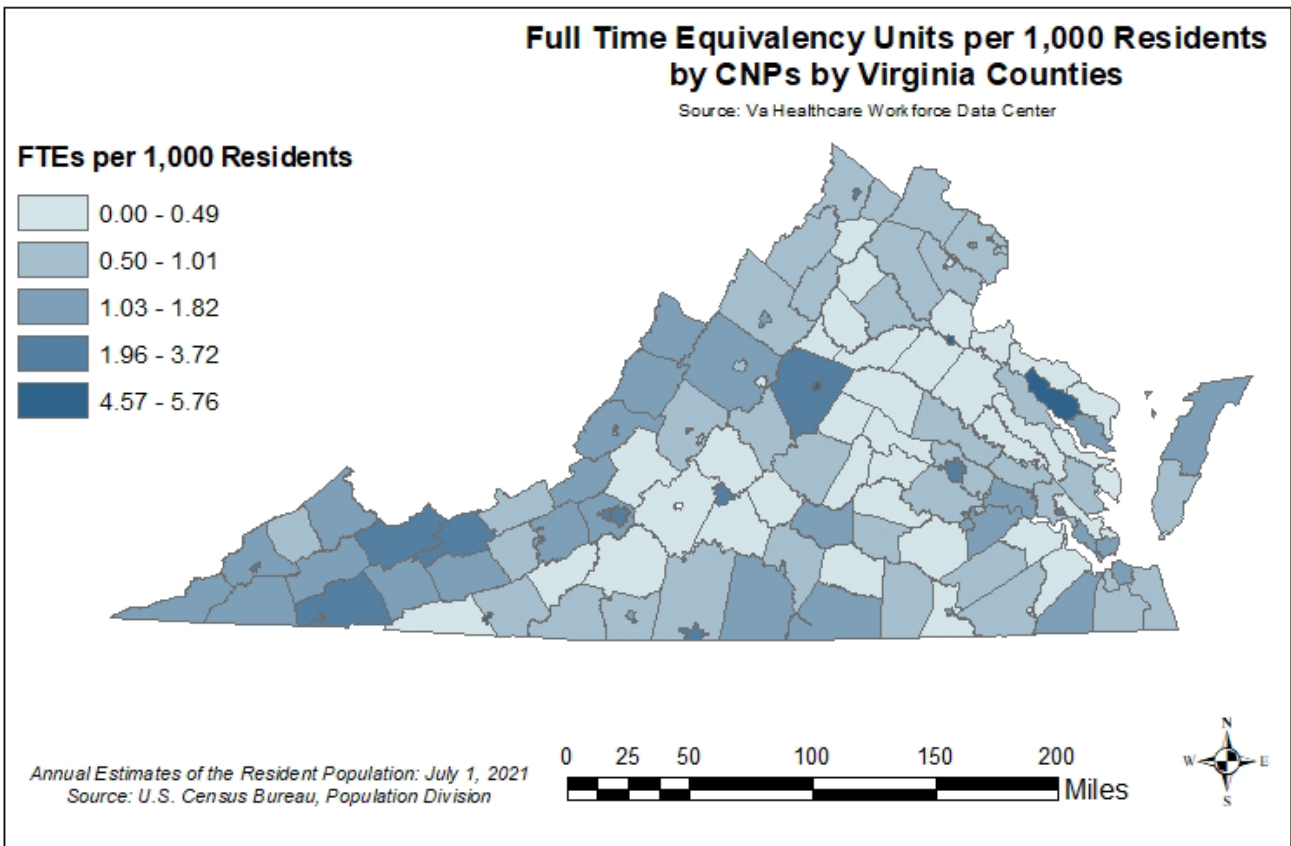 Full Time Equivalency Units per 1,000 Residents
by CNPs by Virginia Counties
Source: Va Healthcare Workforce Data Center
FTEs per 1,000 Residents
0.00 - 0.49
0.50 - 1.01
1.03 - 1.82
1.96 - 3.72
4.57 - 5.76
Annual Estimates of the Resident Population: July 1, 2021
Source: U.S. Census Bureau, Population Division
0 25 50 100 150 200
Miles
N
W E
S